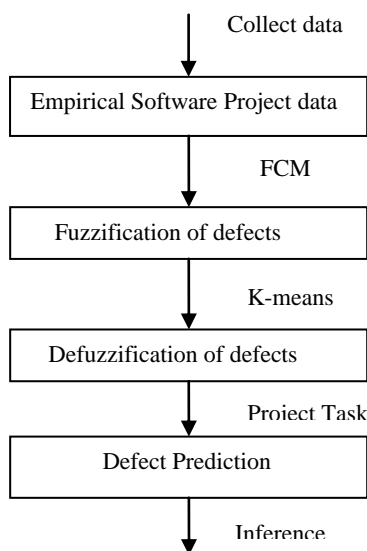 Collect data
Empirical Software Project data
FCM
Fuzzification of defects
K-means
Defuzzification of defects
Project Task
Defect Prediction
Inference